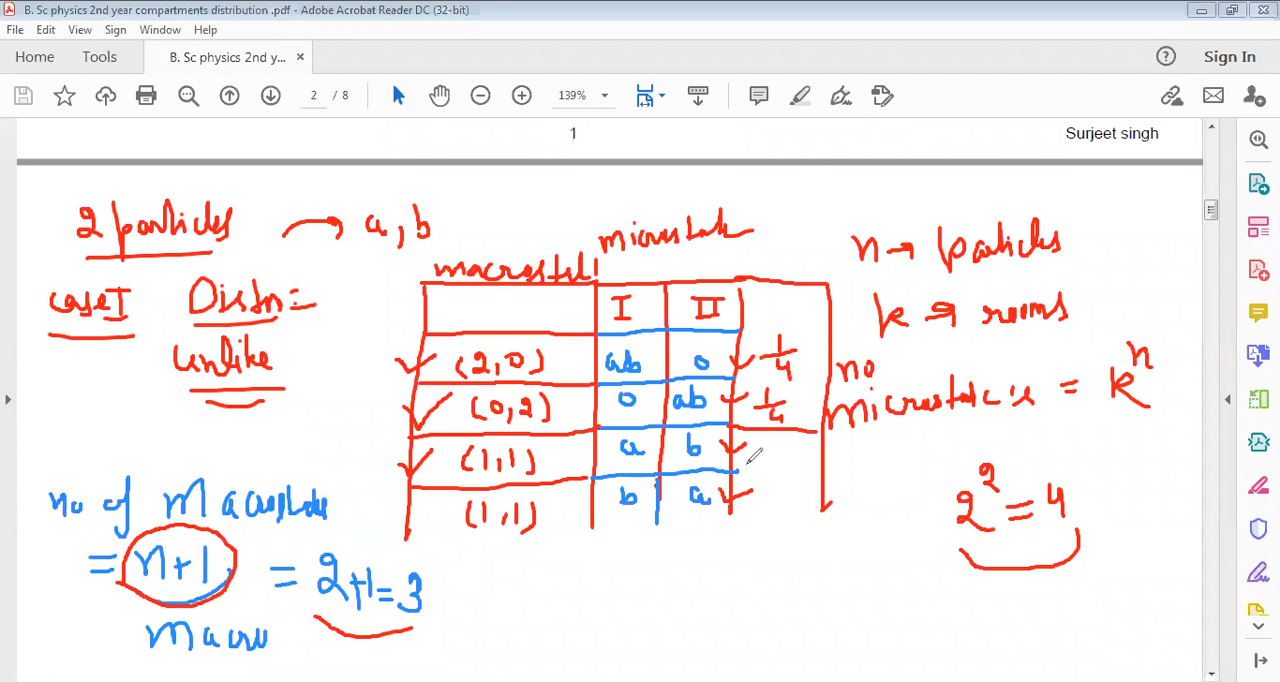 B. Sc physics 2nd year compartments distribution .pdf - Adobe Acrobat Reader DC (32-bit)
File Edit View Sign Window Help
Home Tools B. Sc physics 2nd y... × Sign In
2 / 8 139%
1 Surjeet singh
2 particles → a, b
microstate
macrostate
n → particles
case I Distn =
unlike
I II
k → rooms
(2,0) ab 0 1/4
(0,2) 0 ab 1/4
no
microstate's = k^n
(1,1) a b
(1,1) b a
2^2 = 4
no of Macrostate
= n+1 = 2+1=3
Macro